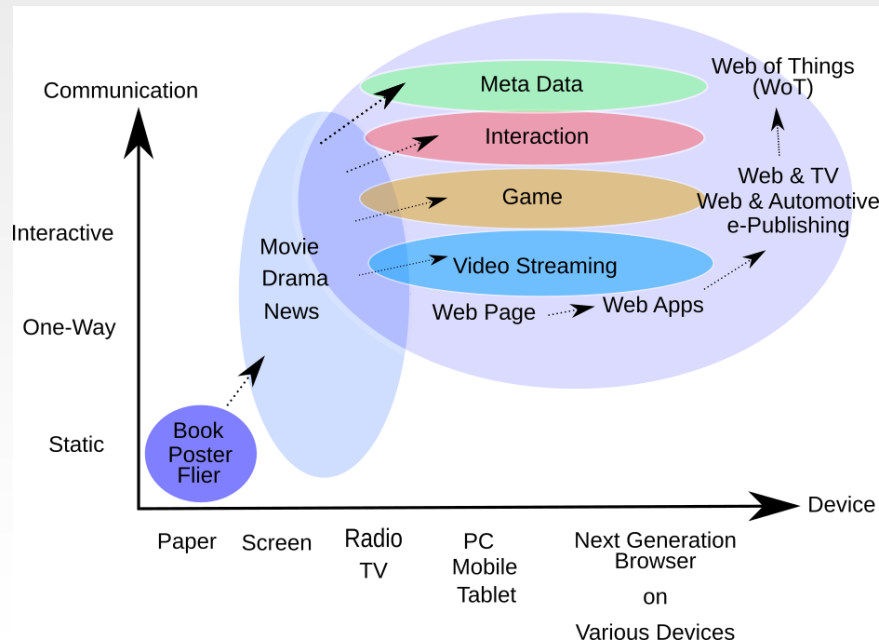 Communication
Interactive
One-Way
Static
Meta Data
Interaction
Game
Video Streaming
Web of Things
(WoT)
Web & TV
Web & Automotive
e-Publishing
Movie
Drama
News
Web Page
Web Apps
Book
Poster
Flier
Device
Paper
Screen
Radio
TV
PC
Mobile
Tablet
Next Generation
Browser
on
Various Devices